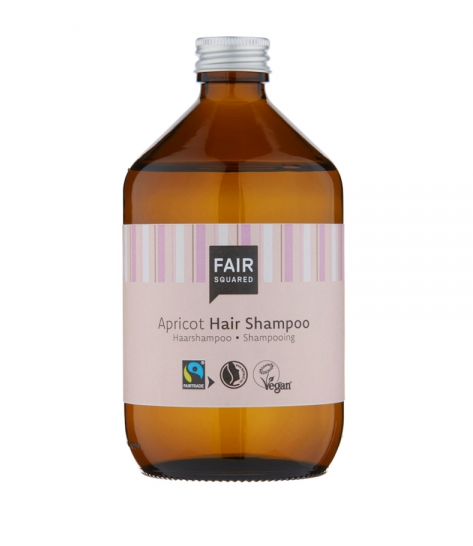 FAIR
SQUARED
Apricot Hair Shampoo
Haarshampoo • Shampooing
FAIRTRADE
Vegan